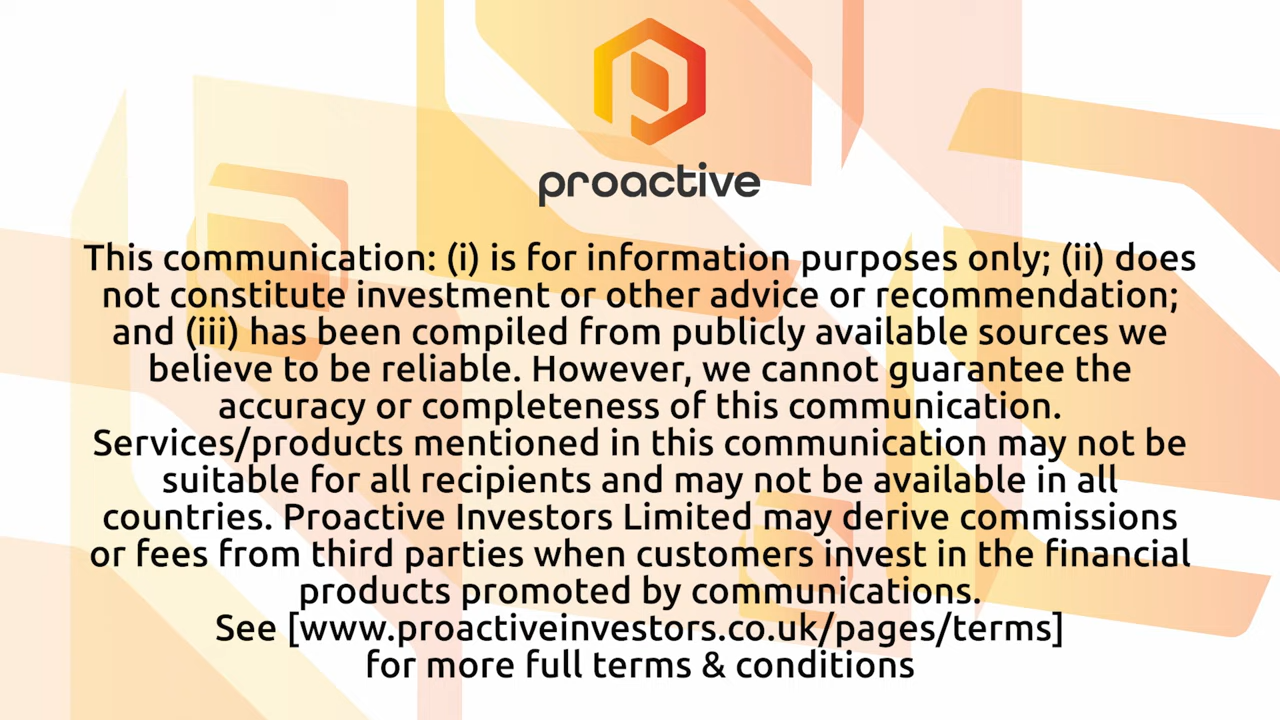 proactive
This communication: (i) is for information purposes only; (ii) does
not constitute investment or other advice or recommendation;
and (iii) has been compiled from publicly available sources we
believe to be reliable. However, we cannot guarantee the
accuracy or completeness of this communication.
Services/products mentioned in this communication may not be
suitable for all recipients and may not be available in all
countries. Proactive Investors Limited may derive commissions
or fees from third parties when customers invest in the financial
products promoted by communications.
See [www.proactiveinvestors.co.uk/pages/terms]
for more full terms & conditions